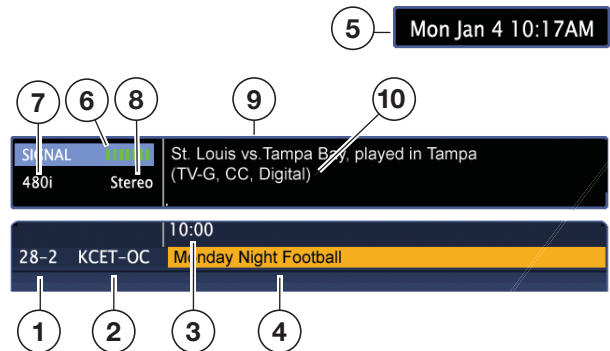 5
Mon Jan 4 10:17AM
7
6
8
9
10
SIGNAL
480i Stereo
St. Louis vs.Tampa Bay, played in Tampa
(TV-G, CC, Digital)
10:00
28-2 KCET-OC Monday Night Football
1
2
3
4